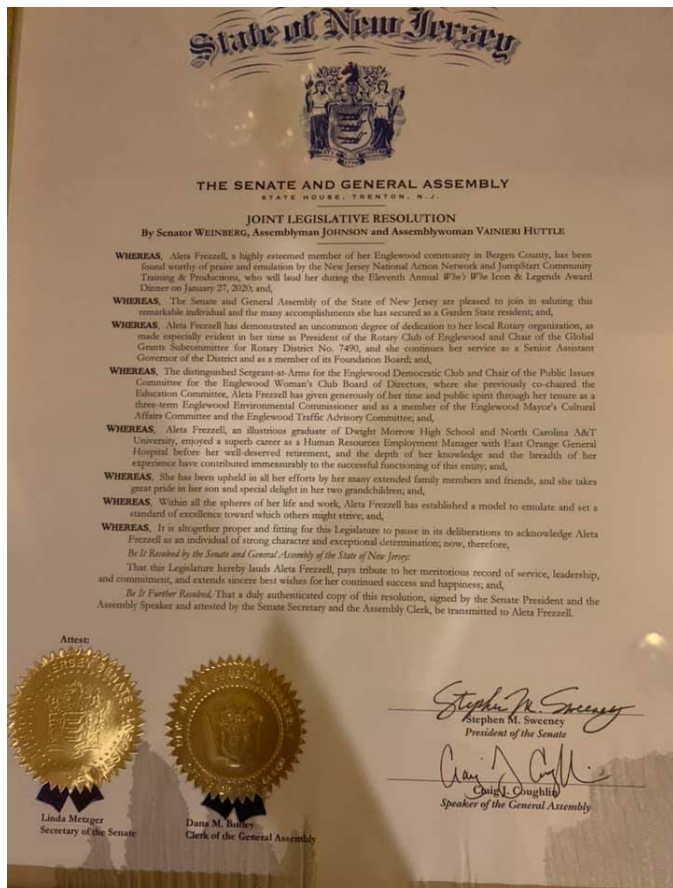 State of New Jersey
THE SENATE AND GENERAL ASSEMBLY
STATE HOUSE, TRENTON, N.J.
JOINT LEGISLATIVE RESOLUTION
By Senator WEINBERG, Assemblyman JOHNSON and Assemblywoman VAINIERI HUTTLE
WHEREAS, Aleta Frezzell, a highly esteemed member of her Englewood community in Bergen County, has been
found worthy of praise and emulation by the New Jersey National Action Network and JumpStart Community
Training & Productions, who will laud her during the Eleventh Annual Who's Who Icon & Legends Award
Dinner on January 27, 2020; and,
WHEREAS, The Senate and General Assembly of the State of New Jersey are pleased to join in saluting this
remarkable individual and the many accomplishments she has secured as a Garden State resident; and,
WHEREAS, Aleta Frezzell has demonstrated an uncommon degree of dedication to her local Rotary organization, as
made especially evident in her time as President of the Rotary Club of Englewood and Chair of the Global
Grants Subcommittee for Rotary District No. 7490, and she continues her service as a Senior Assistant
Governor of the District and as a member of its Foundation Board; and,
WHEREAS, The distinguished Sergeant-at-Arms for the Englewood Democratic Club and Chair of the Public Issues
Committee for the Englewood Woman's Club Board of Directors, where she previously co-chaired the
Education Committee, Aleta Frezzell has given generously of her time and public spirit through her tenure as a
three-term Englewood Environmental Commissioner and as a member of the Englewood Mayor's Cultural
Affairs Committee and the Englewood Traffic Advisory Committee; and,
WHEREAS, Aleta Frezzell, an illustrious graduate of Dwight Morrow High School and North Carolina A&T
University, enjoyed a superb career as a Human Resources Employment Manager with East Orange General
Hospital before her well-deserved retirement, and the depth of her knowledge and the breadth of her
experience have contributed immeasurably to the successful functioning of this entity; and,
WHEREAS, She has been upheld in all her efforts by her many extended family members and friends, and she takes
great pride in her son and special delight in her two grandchildren; and,
WHEREAS, Within all the spheres of her life and work, Aleta Frezzell has established a model to emulate and set a
standard of excellence toward which others might strive; and,
WHEREAS, It is altogether proper and fitting for this Legislature to pause in its deliberations to acknowledge Aleta
Frezzell as an individual of strong character and exceptional determination; now, therefore,
Be It Resolved by the Senate and General Assembly of the State of New Jersey:
That this Legislature hereby lauds Aleta Frezzell, pays tribute to her meritorious record of service, leadership,
and commitment, and extends sincere best wishes for her continued success and happiness; and,
Be It Further Resolved, That a duly authenticated copy of this resolution, signed by the Senate President and the
Assembly Speaker and attested by the Senate Secretary and the Assembly Clerk, be transmitted to Aleta Frezzell.
Attest:
Stephen M. Sweeney
Stephen M. Sweeney
President of the Senate
Craig J. Coughlin
Craig J. Coughlin
Speaker of the General Assembly
Linda Metzger
Secretary of the Senate
Dana M.
Clerk of the General Assembly